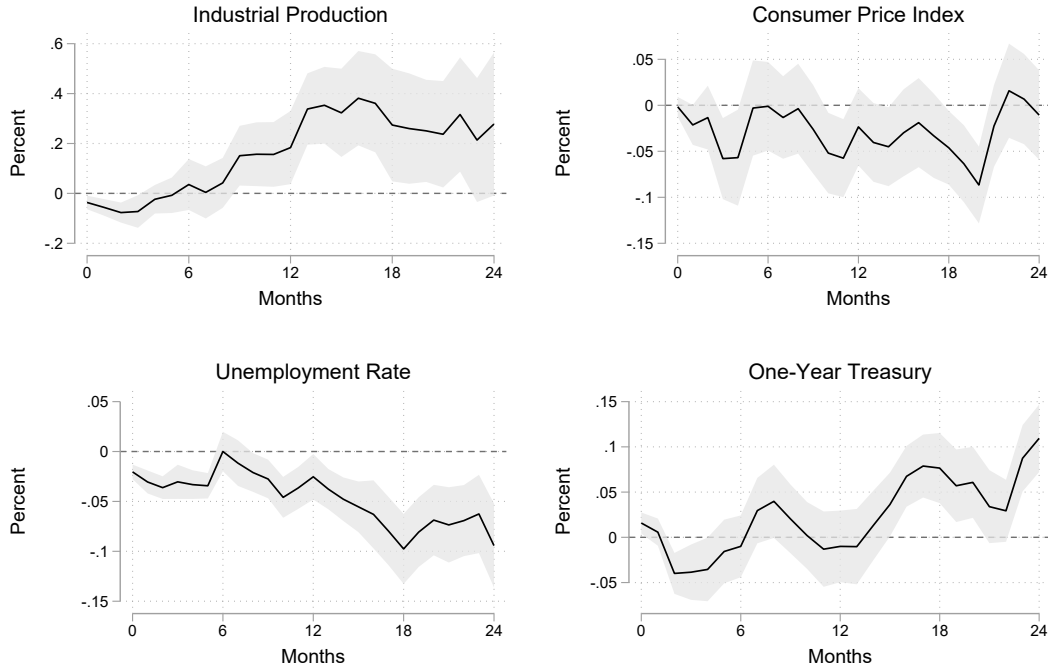 Industrial Production
.6
.4
.2
0
-.2
Percent
0 6 12 18 24
Months
Consumer Price Index
.05
0
-.05
-.1
-.15
Percent
0 6 12 18 24
Months
Unemployment Rate
.05
0
-.05
-.1
-.15
Percent
0 6 12 18 24
Months
One-Year Treasury
.15
.1
.05
0
-.05
Percent
0 6 12 18 24
Months